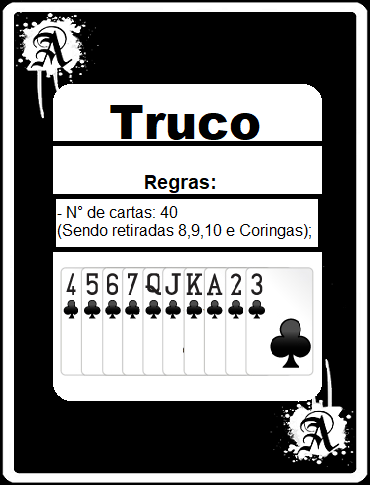 A
Truco
Regras:
- N° de cartas: 40
(Sendo retiradas 8,9,10 e Coringas);
4 5 6 7 Q J K A 2 3
A